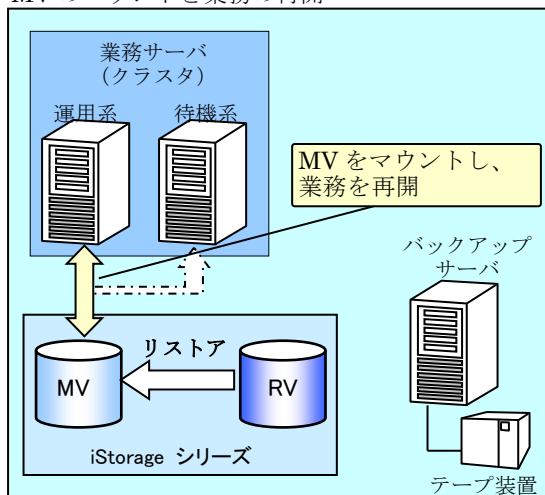 業務サーバ
(クラスタ)
運用系
待機系
MV をマウントし、
業務を再開
バックアップ
サーバ
リストア
MV
RV
iStorage シリーズ
テープ装置